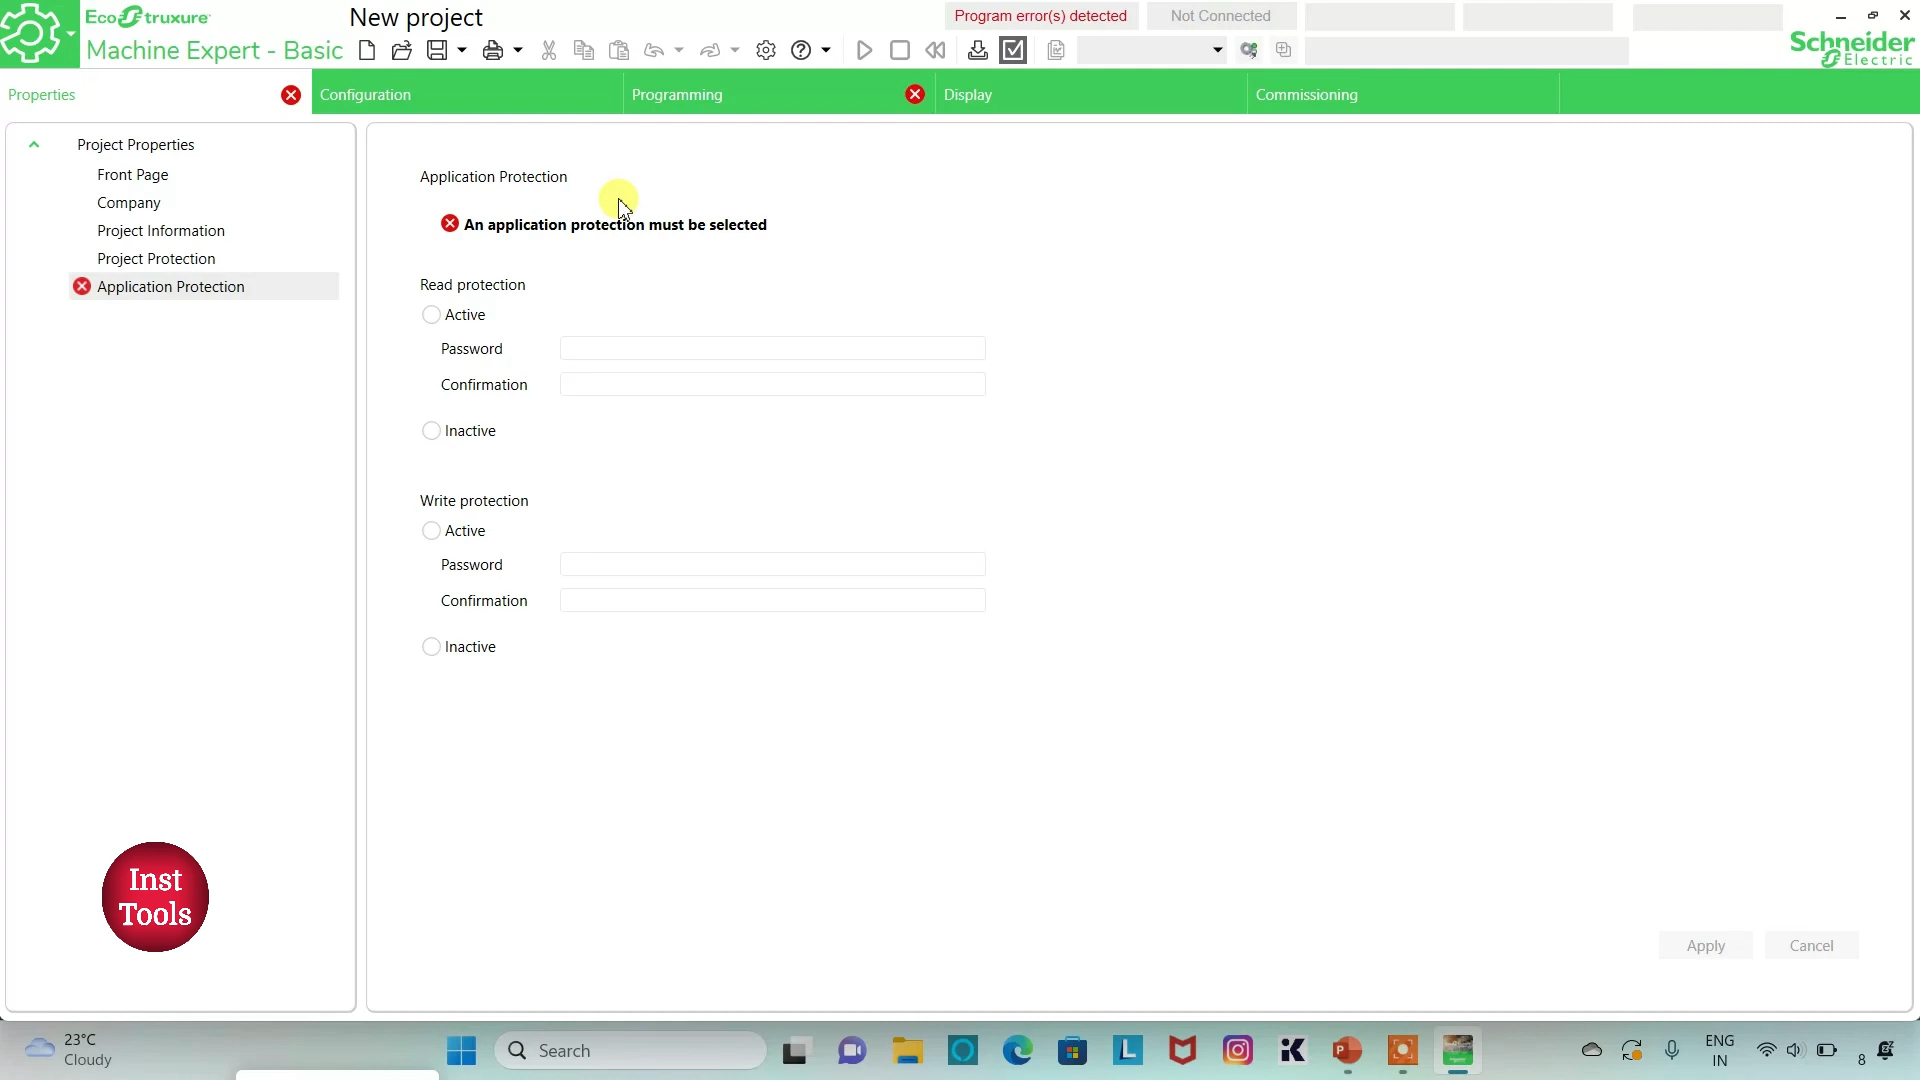 EcoStruxure
Machine Expert - Basic
New project
Program error(s) detected
Not Connected
Schneider
Electric
Properties
Configuration
Programming
Display
Commissioning
Project Properties
Front Page
Company
Project Information
Project Protection
Application Protection
Application Protection
An application protection must be selected
Read protection
Active
Password
Confirmation
Inactive
Write protection
Active
Password
Confirmation
Inactive
Inst
Tools
Apply
Cancel
23°C
Cloudy
Search
ENG
IN
8